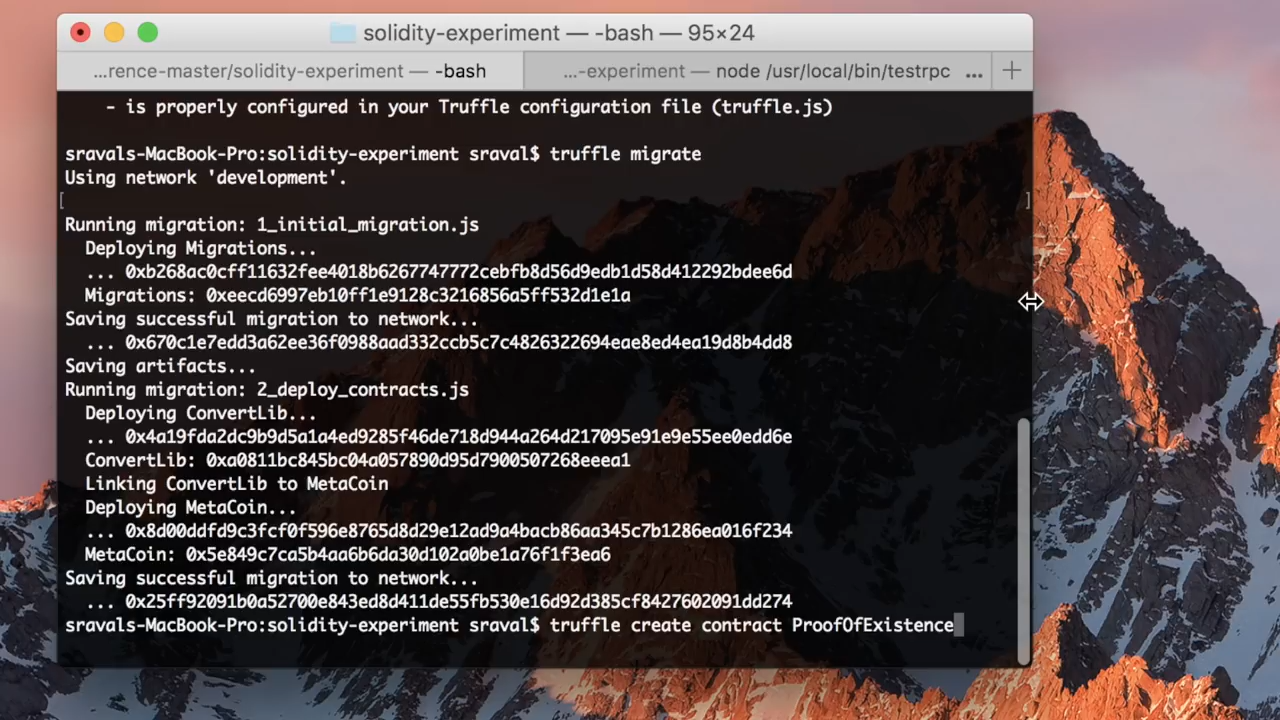 solidity-experiment — -bash — 95×24
...rence-master/solidity-experiment — -bash
...-experiment — node /usr/local/bin/testrpc ...
- is properly configured in your Truffle configuration file (truffle.js)
sravals-MacBook-Pro:solidity-experiment sraval$ truffle migrate
Using network 'development'.
[ ]
Running migration: 1_initial_migration.js
Deploying Migrations...
... 0xb268ac0cff11632fee4018b6267747772cebfb8d56d9edb1d58d412292bdee6d
Migrations: 0xeecd6997eb10ff1e9128c3216856a5ff532d1e1a
Saving successful migration to network...
... 0x670c1e7edd3a62ee36f0988aad332ccb5c7c4826322694eae8ed4ea19d8b4dd8
Saving artifacts...
Running migration: 2_deploy_contracts.js
Deploying ConvertLib...
... 0x4a19fda2dc9b9d5a1a4ed9285f46de718d944a264d217095e91e9e55ee0edd6e
ConvertLib: 0xa0811bc845bc04a057890d95d7900507268eeea1
Linking ConvertLib to MetaCoin
Deploying MetaCoin...
... 0x8d00ddfd9c3fcf0f596e8765d8d29e12ad9a4bacb86aa345c7b1286ea016f234
MetaCoin: 0x5e849c7ca5b4aa6b6da30d102a0be1a76f1f3ea6
Saving successful migration to network...
... 0x25ff92091b0a52700e843ed8d411de55fb530e16d92d385cf8427602091dd274
sravals-MacBook-Pro:solidity-experiment sraval$ truffle create contract ProofOfExistence